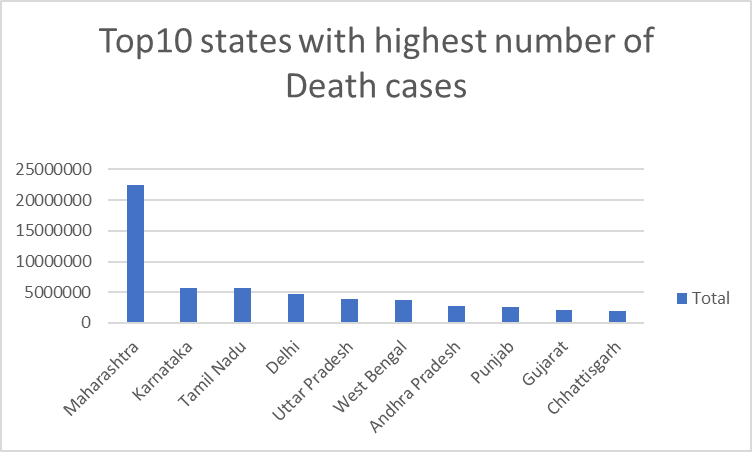 Top10 states with highest number of
Death cases
25000000
20000000
15000000
10000000
5000000
0
Maharashtra
Karnataka
Tamil Nadu
Delhi
Uttar Pradesh
West Bengal
Andhra Pradesh
Punjab
Gujarat
Chhattisgarh
Total